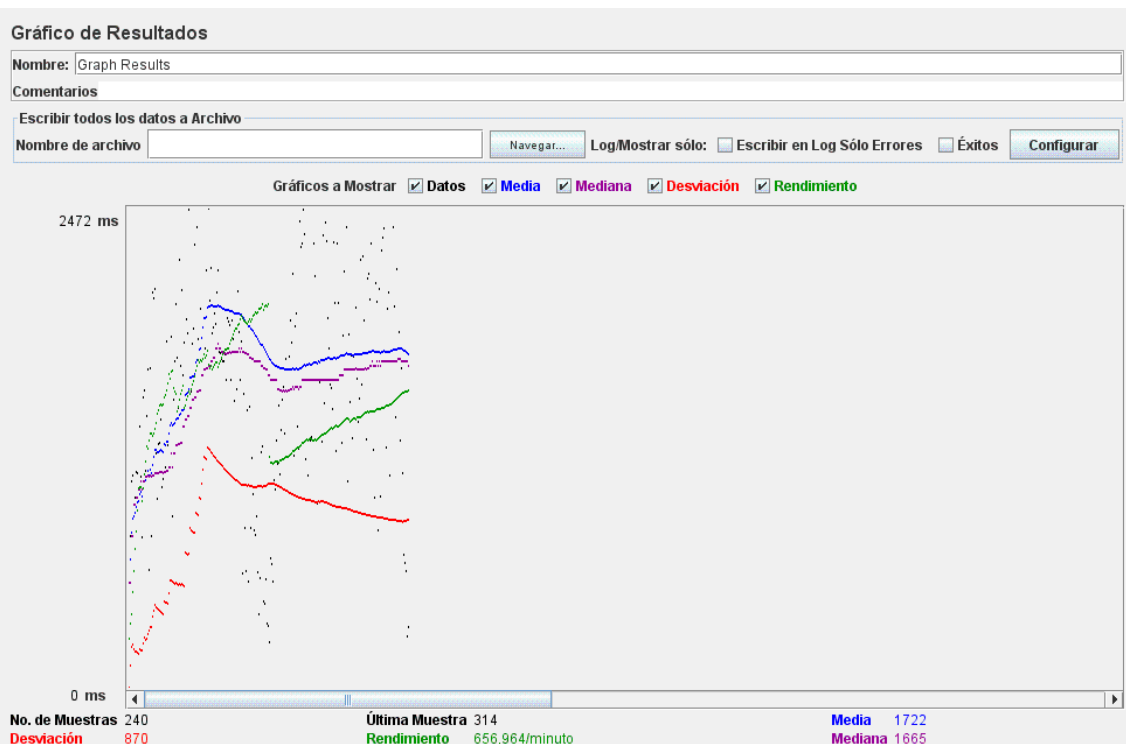 Gráfico de Resultados
Nombre: Graph Results
Comentarios
Escribir todos los datos a Archivo
Nombre de archivo Navegar... Log/Mostrar sólo: Escribir en Log Sólo Errores Éxitos Configurar
Gráficos a Mostrar Datos Media Mediana Desviación Rendimiento
2472 ms
0 ms
No. de Muestras 240 Última Muestra 314 Media 1722
Desviación 870 Rendimiento 656,964/minuto Mediana 1665